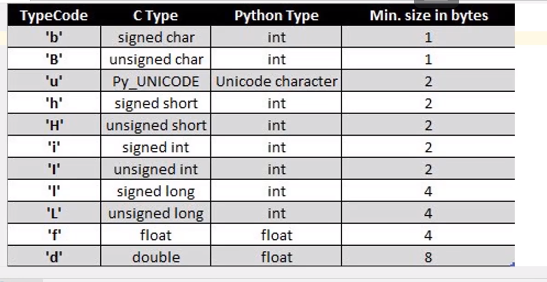 TypeCode C Type Python Type Min. size in bytes
'b' signed char int 1
'B' unsigned char int 1
'u' Py_UNICODE Unicode character 2
'h' signed short int 2
'H' unsigned short int 2
'i' signed int int 2
'I' unsigned int int 2
'l' signed long int 4
'L' unsigned long int 4
'f' float float 4
'd' double float 8